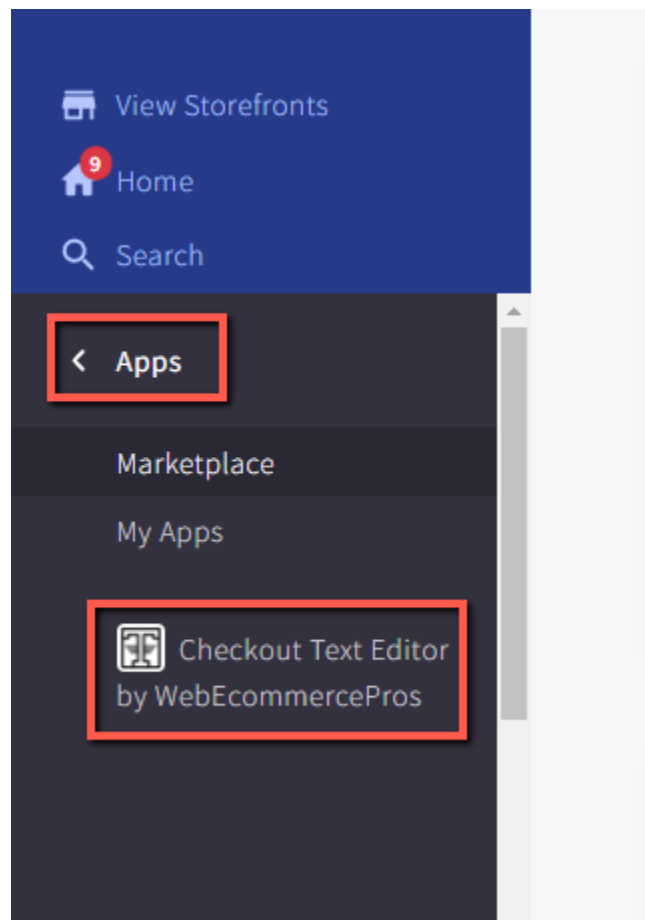 View Storefronts
9
Home
Search
Apps
Marketplace
My Apps
Checkout Text Editor
by WebEcommercePros